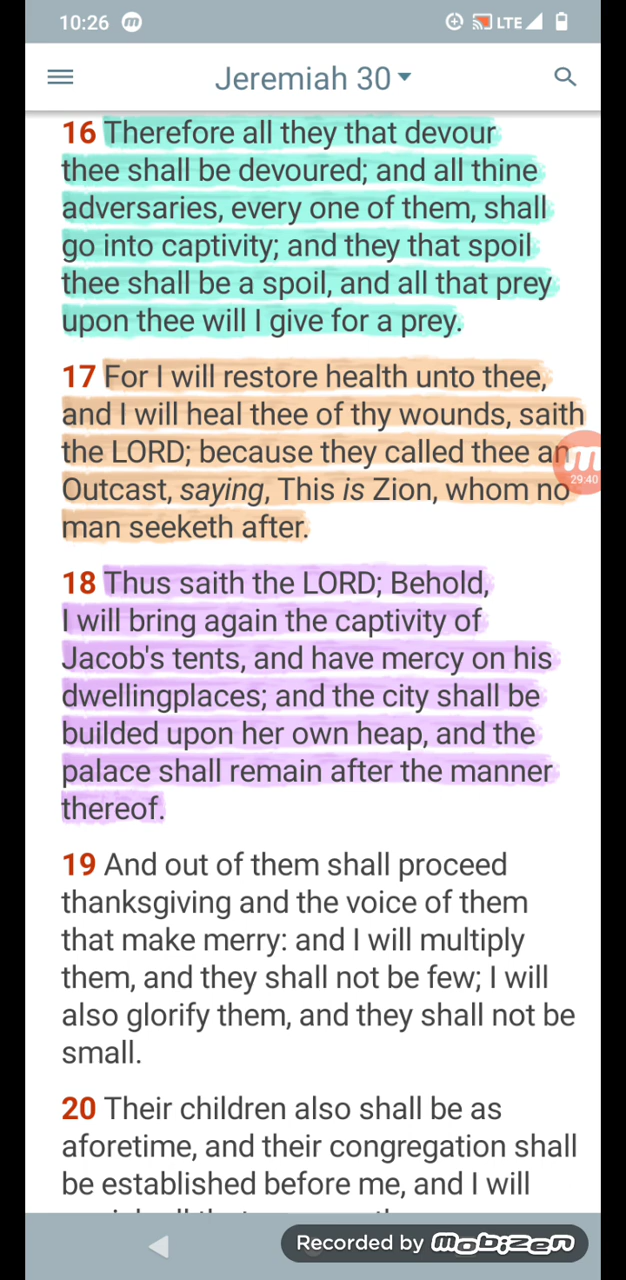 10:26 m LTE
Jeremiah 30
16 Therefore all they that devour
thee shall be devoured; and all thine
adversaries, every one of them, shall
go into captivity; and they that spoil
thee shall be a spoil, and all that prey
upon thee will I give for a prey.
17 For I will restore health unto thee,
and I will heal thee of thy wounds, saith
the LORD; because they called thee an
m
29:40
Outcast, saying, This is Zion, whom no
man seeketh after.
18 Thus saith the LORD; Behold,
I will bring again the captivity of
Jacob's tents, and have mercy on his
dwellingplaces; and the city shall be
builded upon her own heap, and the
palace shall remain after the manner
thereof.
19 And out of them shall proceed
thanksgiving and the voice of them
that make merry: and I will multiply
them, and they shall not be few; I will
also glorify them, and they shall not be
small.
20 Their children also shall be as
aforetime, and their congregation shall
be established before me, and I will
Recorded by mobizen